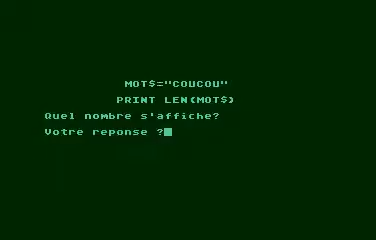 MOT$="COUCOU"
PRINT LEN(MOT$)
Quel nombre s'affiche?
Votre reponse ?